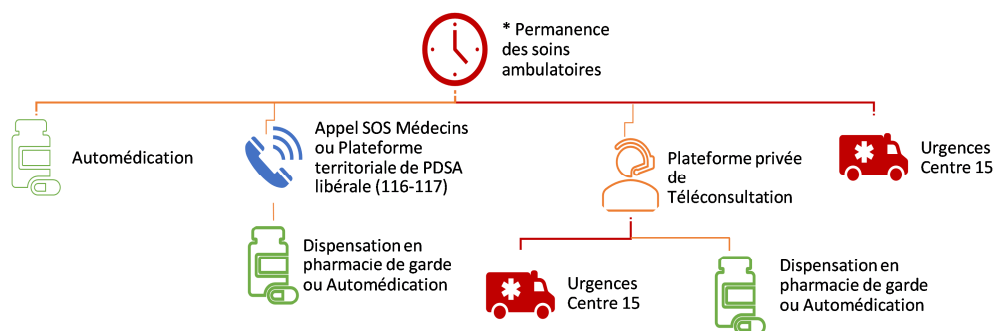 * Permanence
des soins
ambulatoires
Automédication
Appel SOS Médecins
ou Plateforme
territoriale de PDSA
libérale (116-117)
Plateforme privée
de
Téléconsultation
Urgences
Centre 15
Dispensation en
pharmacie de garde
ou Automédication
Urgences
Centre 15
Dispensation en
pharmacie de garde
ou Automédication